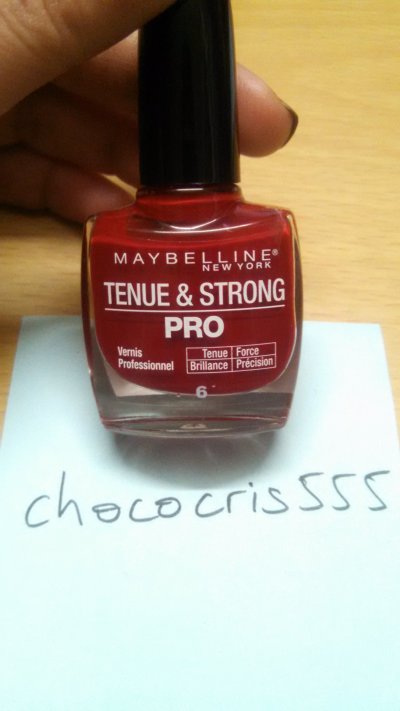 MAYBELLINE®
NEW YORK
TENUE & STRONG
PRO
Vernis
Professionnel
Tenue Force
Brillance Précision
6
chococris555